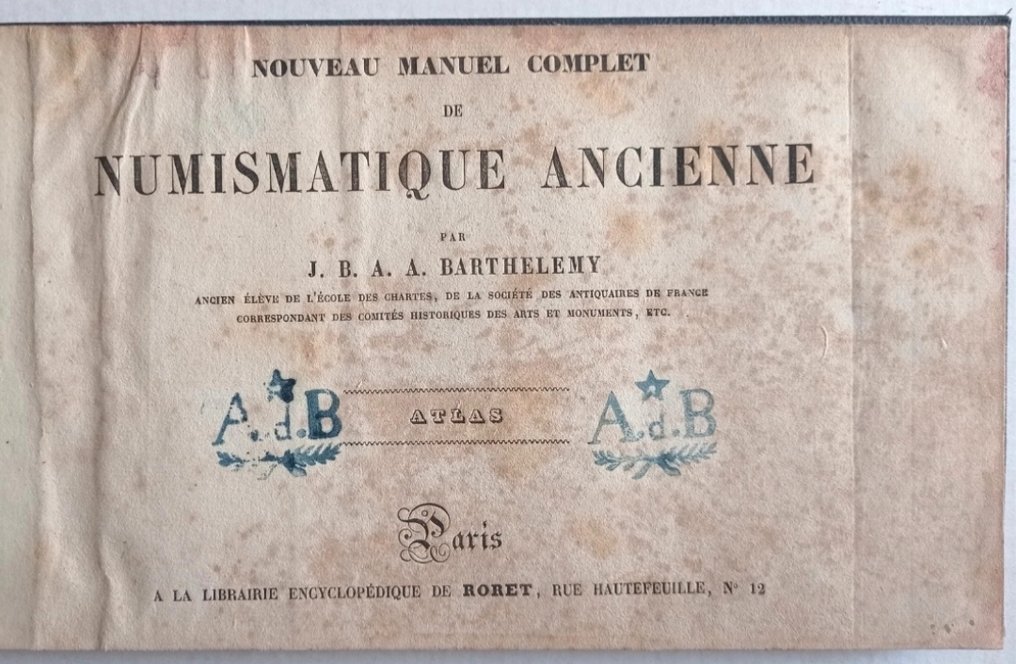 NOUVEAU MANUEL COMPLET
DE
NUMISMATIQUE ANCIENNE
PAR
J. B. A. A. BARTHELEMY
ANCIEN ÉLÈVE DE L'ÉCOLE DES CHARTES, DE LA SOCIÉTÉ DES ANTIQUAIRES DE FRANCE
CORRESPONDANT DES COMITÉS HISTORIQUES DES ARTS ET MONUMENTS, ETC.
A.d.B ATLAS A.d.B
Paris
A LA LIBRAIRIE ENCYCLOPÉDIQUE DE RORET, RUE HAUTEFEUILLE, N° 12